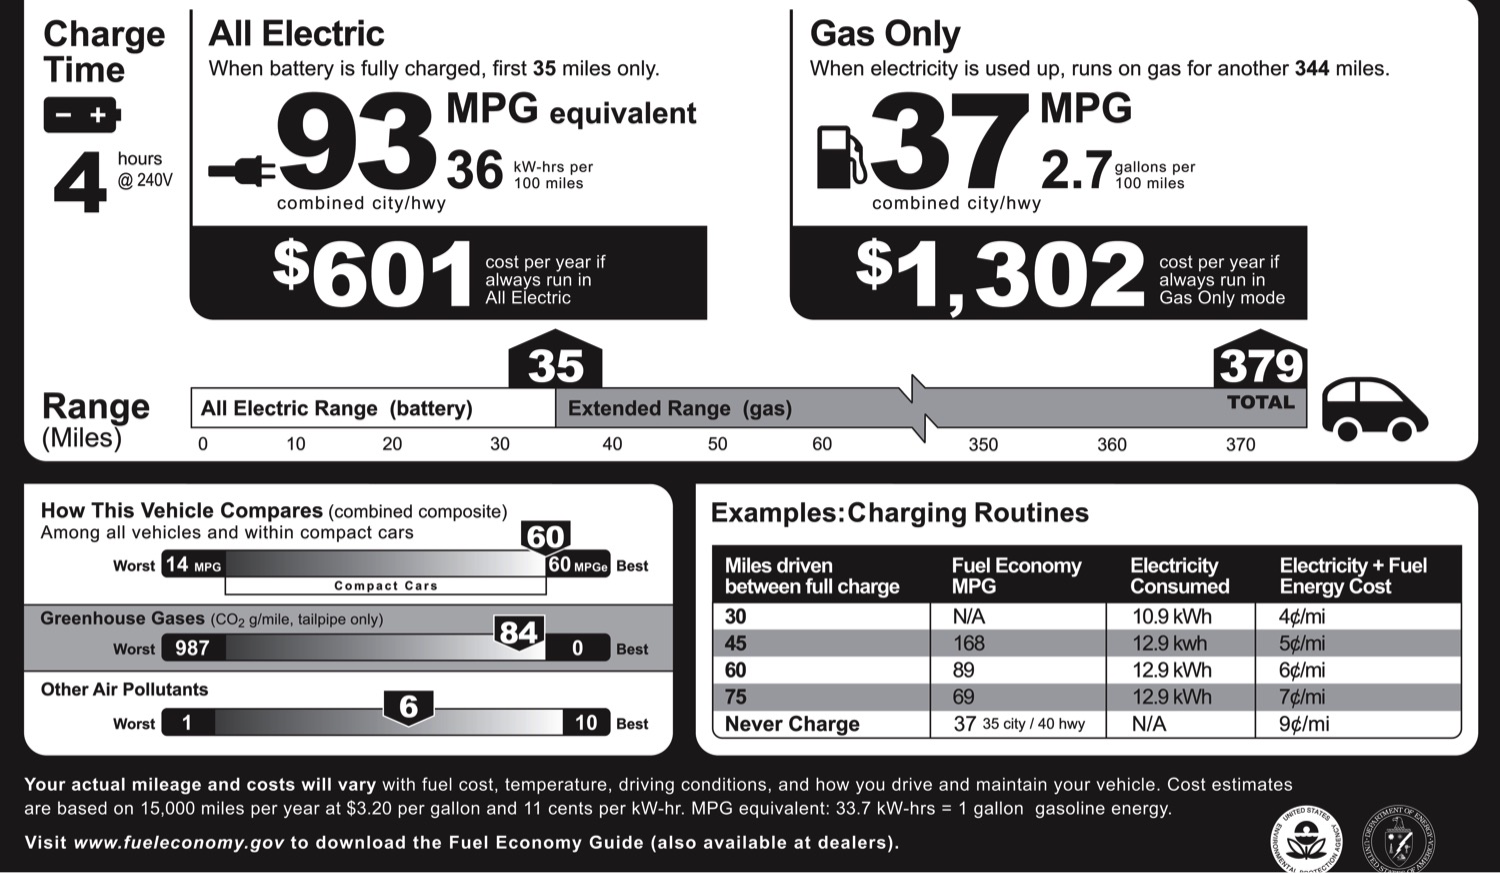 Charge
Time
- +
4
hours
@ 240V
All Electric
When battery is fully charged, first 35 miles only.
93
MPG equivalent
36
kW-hrs per
100 miles
combined city/hwy
$601
cost per year if
always run in
All Electric
Gas Only
When electricity is used up, runs on gas for another 344 miles.
37
MPG
2.7
gallons per
100 miles
combined city/hwy
$1,302
cost per year if
always run in
Gas Only mode
35
379
Range
(Miles)
All Electric Range (battery)
Extended Range (gas)
TOTAL
0 10 20 30 40 50 60 350 360 370
How This Vehicle Compares (combined composite)
Among all vehicles and within compact cars
60
Worst 14 MPG 60 MPGe Best
Compact Cars
Greenhouse Gases (CO2 g/mile, tailpipe only)
84
Worst 987 0 Best
Other Air Pollutants
6
Worst 1 10 Best
Examples:Charging Routines
Miles driven
between full charge
Fuel Economy
MPG
Electricity
Consumed
Electricity + Fuel
Energy Cost
30 N/A 10.9 kWh 4¢/mi
45 168 12.9 kwh 5¢/mi
60 89 12.9 kWh 6¢/mi
75 69 12.9 kWh 7¢/mi
Never Charge 37 35 city / 40 hwy N/A 9¢/mi
Your actual mileage and costs will vary with fuel cost, temperature, driving conditions, and how you drive and maintain your vehicle. Cost estimates
are based on 15,000 miles per year at $3.20 per gallon and 11 cents per kW-hr. MPG equivalent: 33.7 kW-hrs = 1 gallon gasoline energy.
Visit www.fueleconomy.gov to download the Fuel Economy Guide (also available at dealers).
UNITED STATES
ENVIRONMENTAL PROTECTION AGENCY
DEPARTMENT OF ENERGY
UNITED STATES OF AMERICA